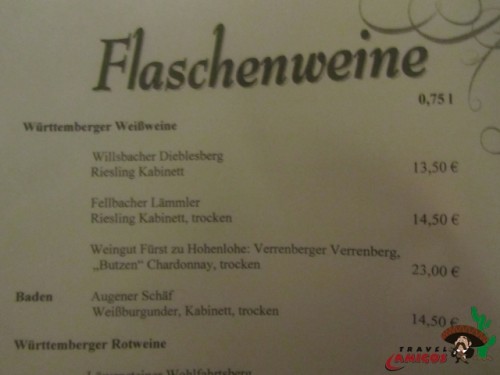 Flaschenweine
0,75 l
Württemberger Weißweine
Willsbacher Dieblesberg
Riesling Kabinett 13,50 €
Fellbacher Lämmler
Riesling Kabinett, trocken 14,50 €
Weingut Fürst zu Hohenlohe: Verrenberger Verrenberg,
„Butzen“ Chardonnay, trocken 23,00 €
Baden Augener Schäf
Weißburgunder, Kabinett, trocken 14,50 €
Württemberger Rotweine
Wohlfahrtsberg
TRAVEL
AMIGOS